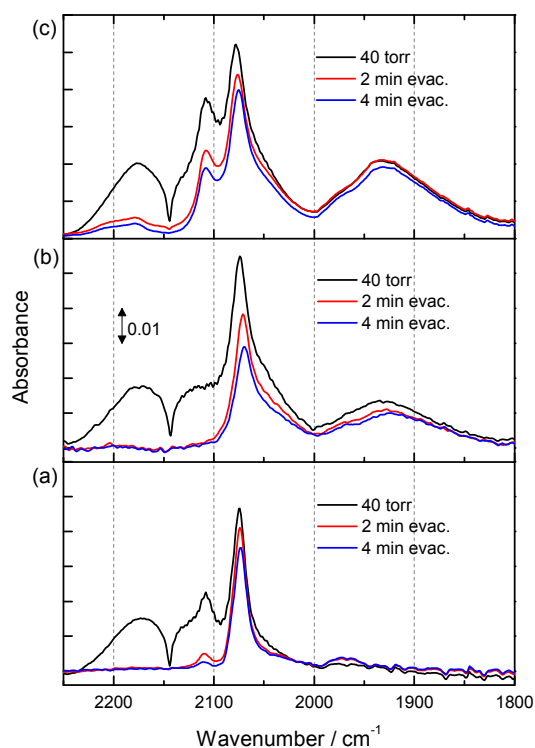 (c)
40 torr
2 min evac.
4 min evac.
(b)
40 torr
2 min evac.
4 min evac.
0.01
Absorbance
(a)
40 torr
2 min evac.
4 min evac.
2200 2100 2000 1900 1800
Wavenumber / cm⁻¹